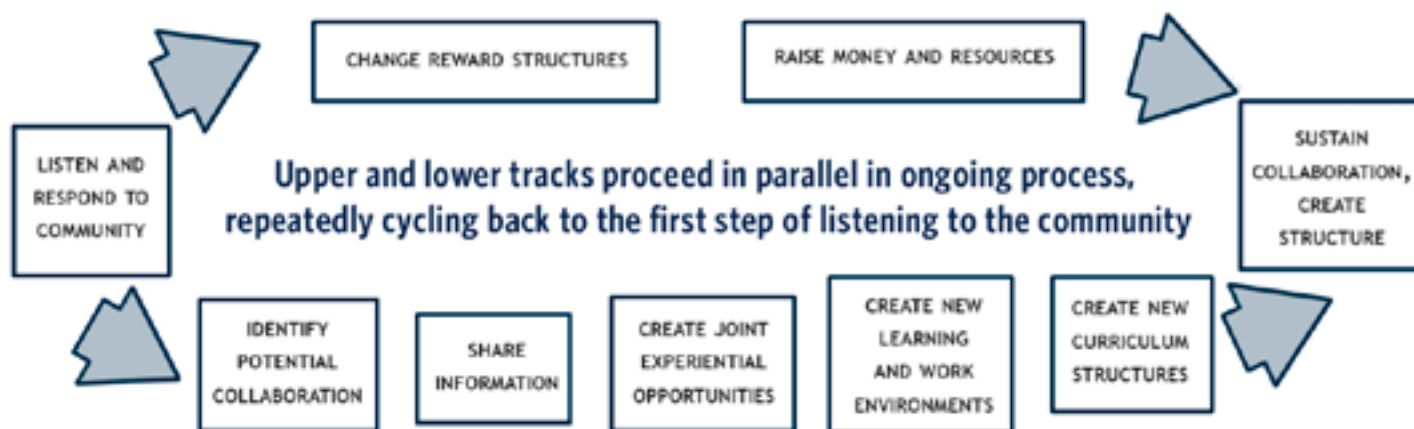 CHANGE REWARD STRUCTURES
RAISE MONEY AND RESOURCES
LISTEN AND
RESPOND TO
COMMUNITY
Upper and lower tracks proceed in parallel in ongoing process,
repeatedly cycling back to the first step of listening to the community
SUSTAIN
COLLABORATION,
CREATE
STRUCTURE
IDENTIFY
POTENTIAL
COLLABORATION
SHARE
INFORMATION
CREATE JOINT
EXPERIENTIAL
OPPORTUNITIES
CREATE NEW
LEARNING
AND WORK
ENVIRONMENTS
CREATE NEW
CURRICULUM
STRUCTURES